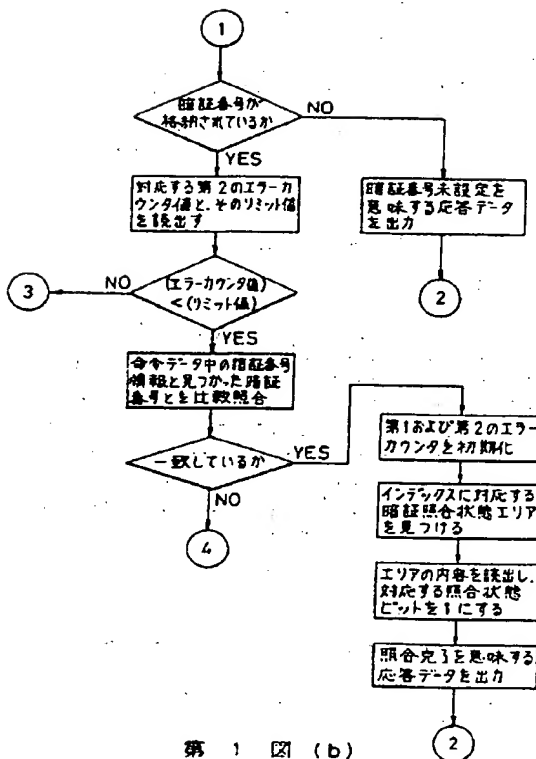 1
暗証番号が
格納されているか
NO
YES
対応する第2のエラーカ
ウンタ値と、そのリミット値
を読出す
暗証番号未設定を
意味する応答データ
を出力
2
(エラーカウンタ値)
<(リミット値)
NO
3
YES
命令データ中の暗証番号
情報と見つかった暗証
番号とを比較照合
一致しているか
YES
NO
4
第1および第2のエラー
カウンタを初期化
インデックスに対応する
暗証照合状態エリア
を見つける
エリアの内容を読出し、
対応する照合状態
ビットを1にする
照合完了を意味する
応答データを出力
2
第 1 図 (b)